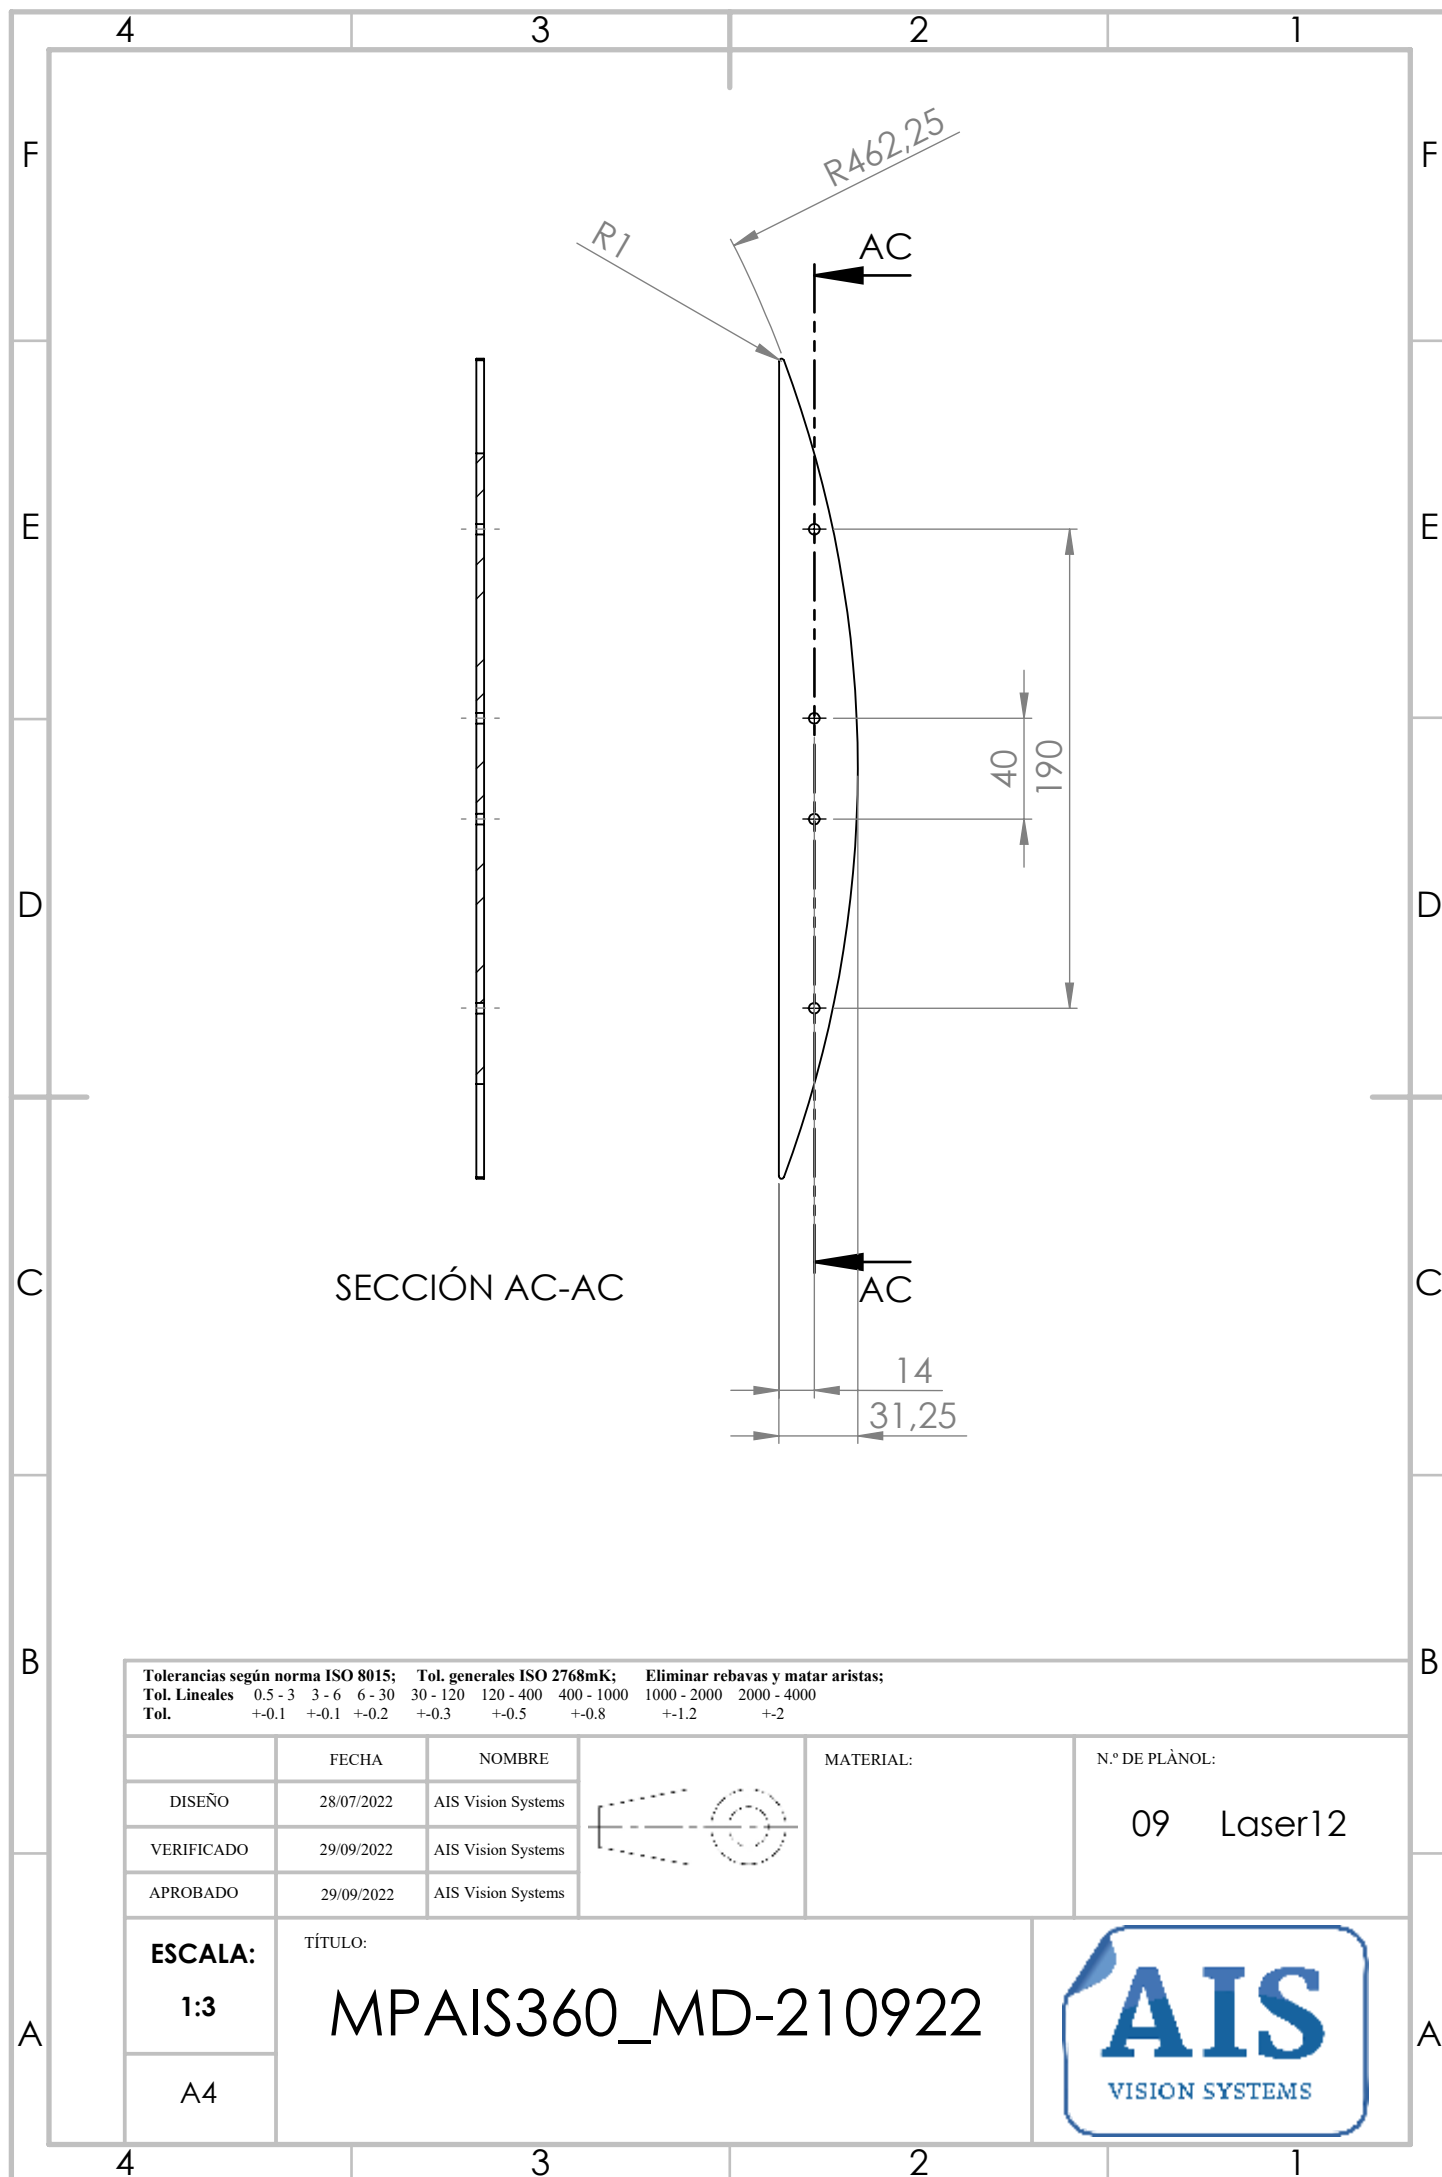 4 3 2 1
F F
R462,25
R1
AC
E E
40
190
D D
C C
SECCIÓN AC-AC
AC
14
31,25
B B
Tolerancias según norma ISO 8015; Tol. generales ISO 2768mK; Eliminar rebavas y matar aristas;
Tol. Lineales 0.5 - 3 3 - 6 6 - 30 30 - 120 120 - 400 400 - 1000 1000 - 2000 2000 - 4000
Tol. +-0.1 +-0.1 +-0.2 +-0.3 +-0.5 +-0.8 +-1.2 +-2
FECHA NOMBRE MATERIAL: N.º DE PLÀNOL:
DISEÑO 28/07/2022 AIS Vision Systems
09 Laser12
VERIFICADO 29/09/2022 AIS Vision Systems
APROBADO 29/09/2022 AIS Vision Systems
ESCALA:
1:3
TÍTULO:
MPAIS360_MD-210922
AIS
VISION SYSTEMS
A A
A4
4 3 2 1